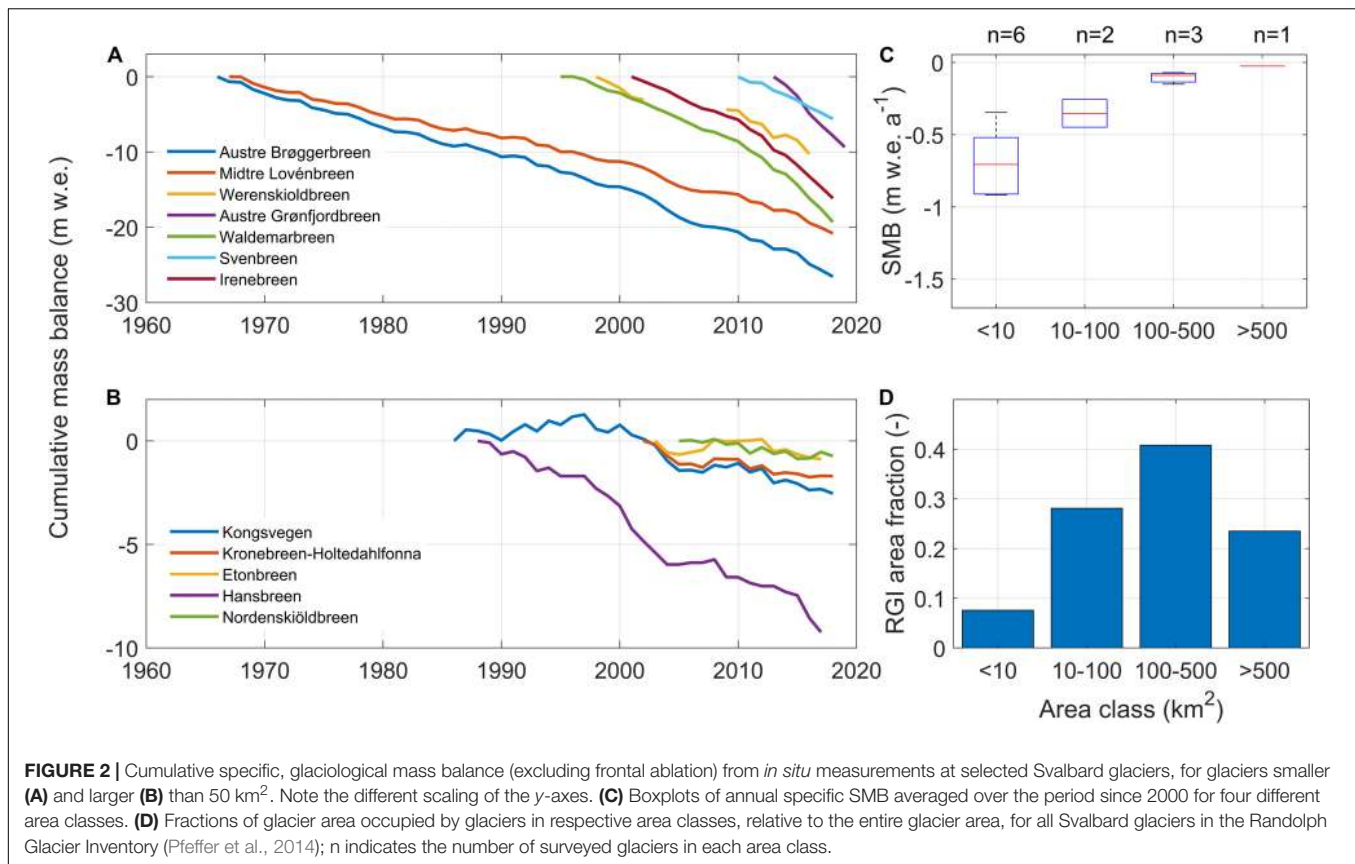 A
Cumulative mass balance (m w.e.)
0
-10
-20
-30
Austre Brøggerbreen
Midtre Lovénbreen
Werenskioldbreen
Austre Grønfjordbreen
Waldemarbreen
Svenbreen
Irenebreen
1960 1970 1980 1990 2000 2010 2020
B
0
-5
-10
Kongsvegen
Kronebreen-Holtedahlfonna
Etonbreen
Hansbreen
Nordenskiöldbreen
1960 1970 1980 1990 2000 2010 2020
C
n=6 n=2 n=3 n=1
SMB (m w.e. a⁻¹)
0
-0.5
-1
-1.5
<10 10-100 100-500 >500
D
RGI area fraction (-)
0.4
0.3
0.2
0.1
0
<10 10-100 100-500 >500
Area class (km²)
FIGURE 2 | Cumulative specific, glaciological mass balance (excluding frontal ablation) from in situ measurements at selected Svalbard glaciers, for glaciers smaller
(A) and larger (B) than 50 km². Note the different scaling of the y-axes. (C) Boxplots of annual specific SMB averaged over the period since 2000 for four different
area classes. (D) Fractions of glacier area occupied by glaciers in respective area classes, relative to the entire glacier area, for all Svalbard glaciers in the Randolph
Glacier Inventory (Pfeffer et al., 2014); n indicates the number of surveyed glaciers in each area class.